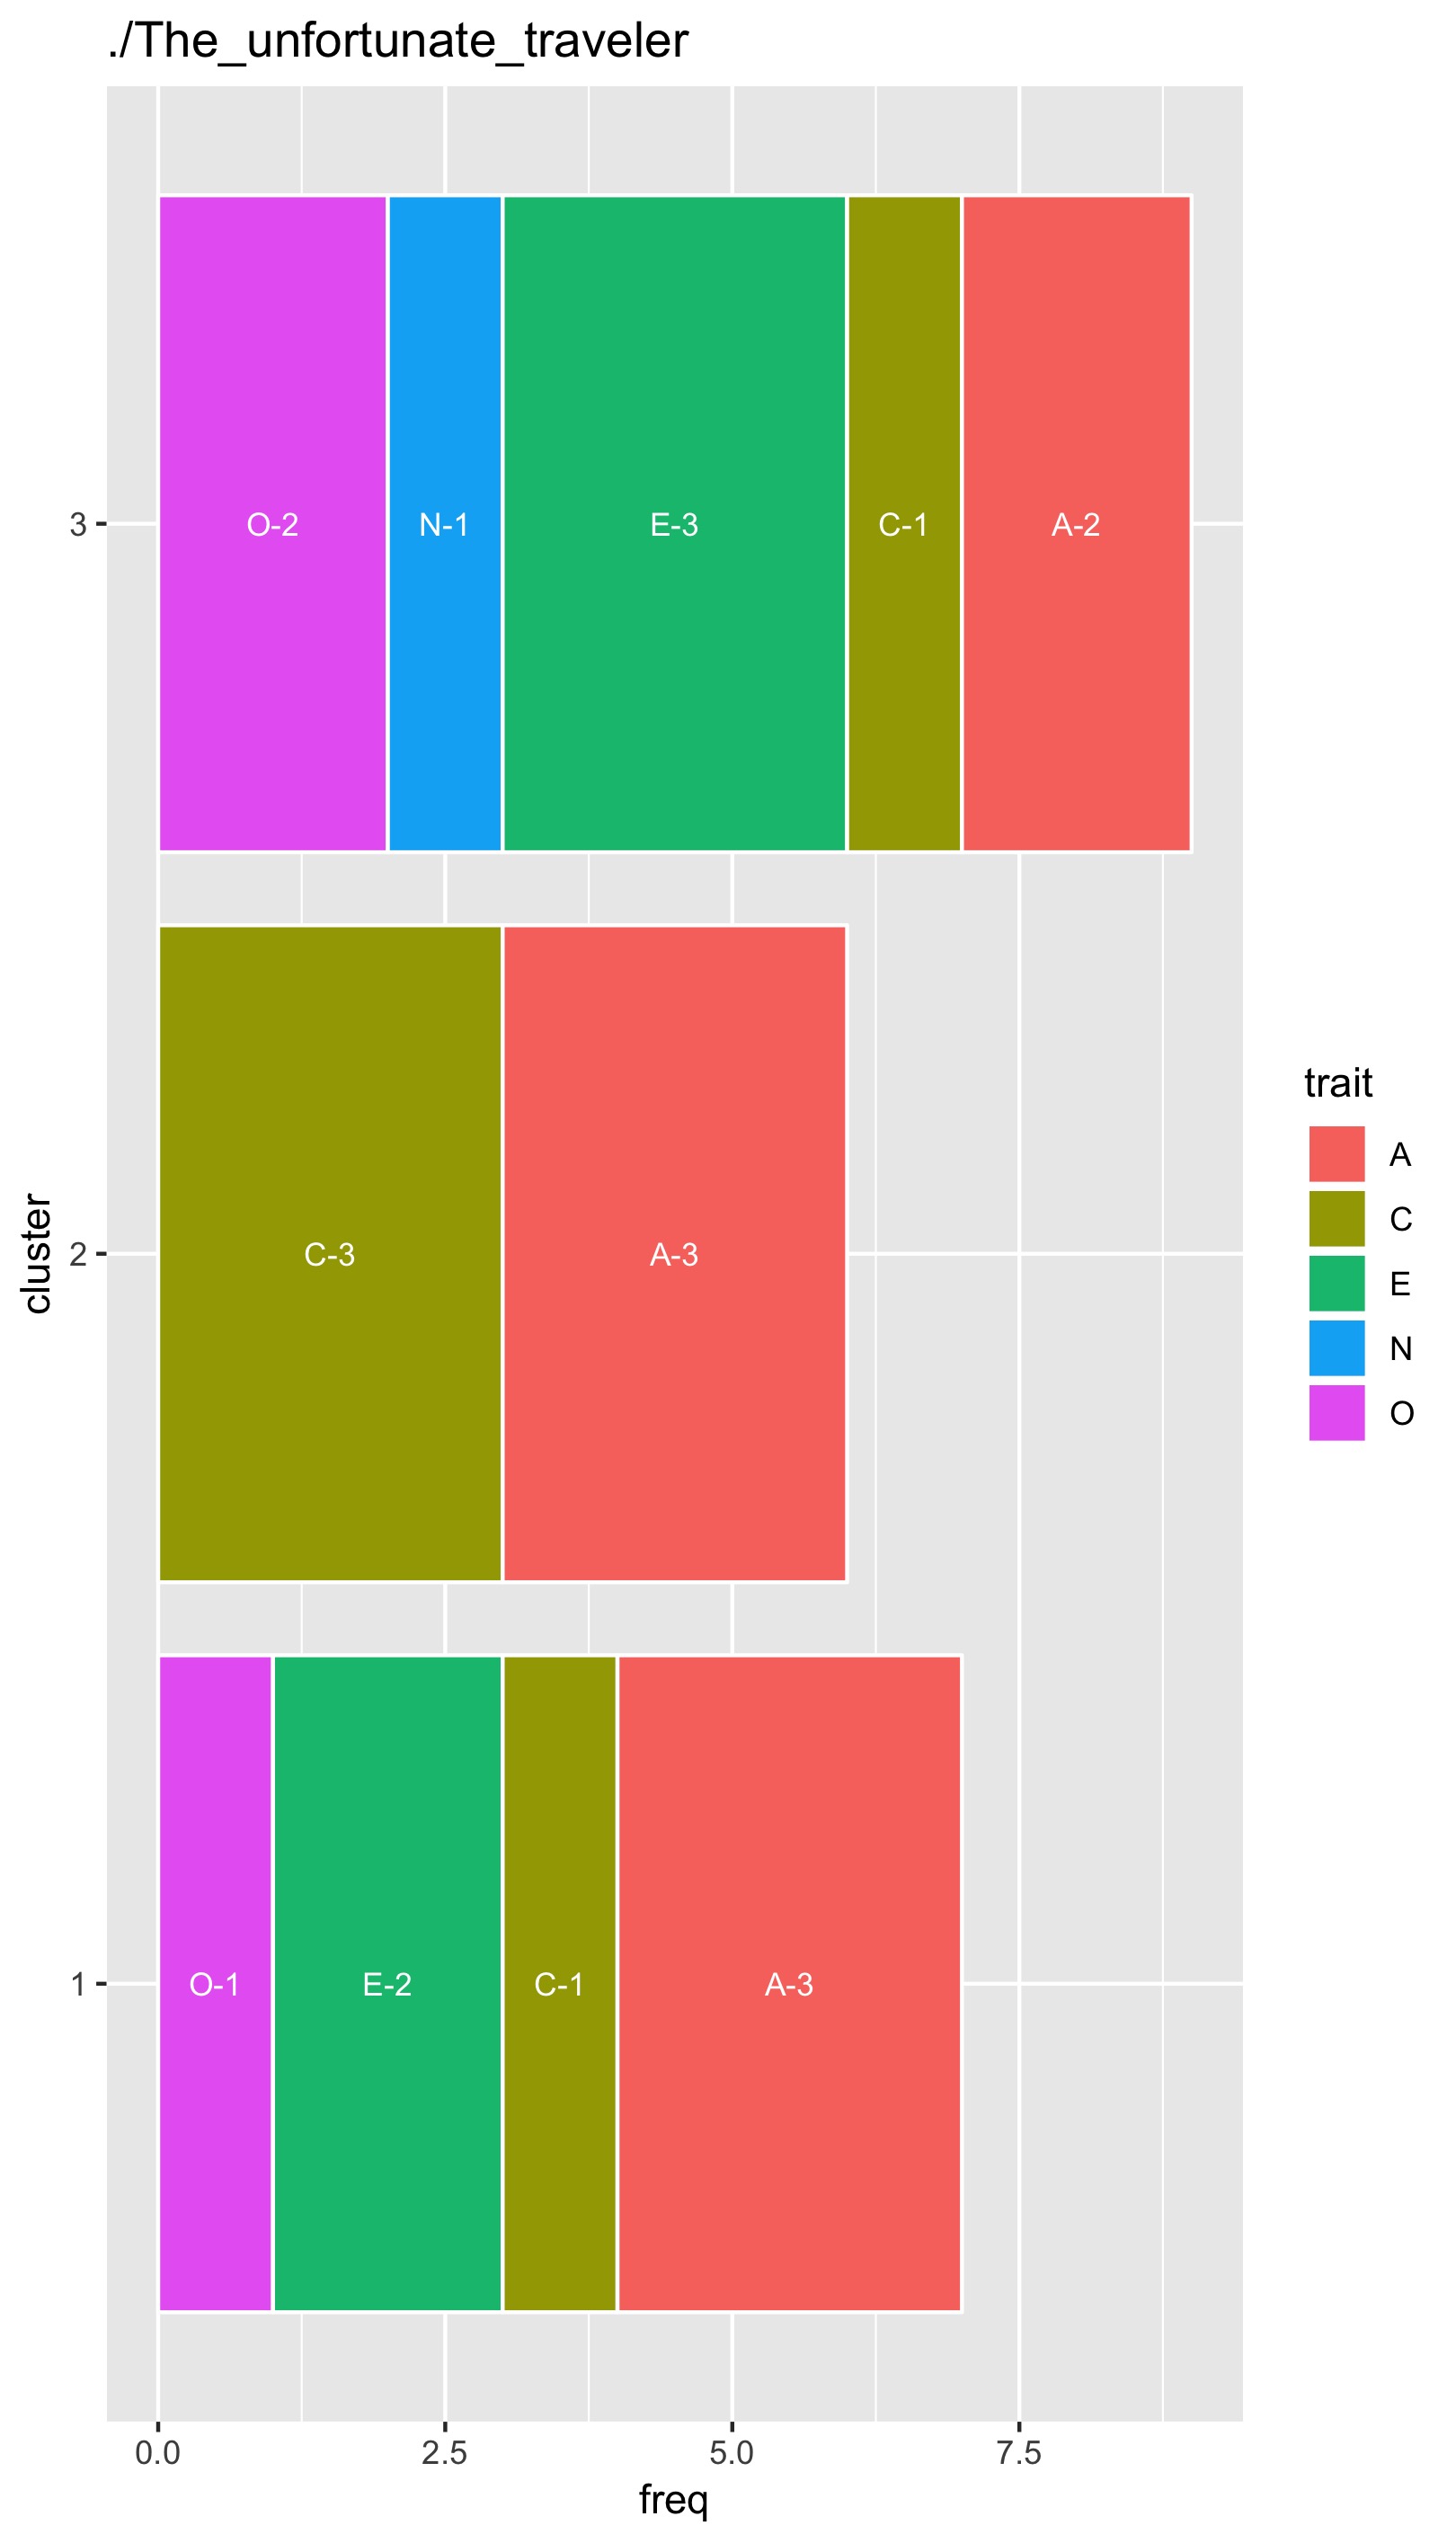 ./The_unfortunate_traveler
3
O-2 N-1 E-3 C-1 A-2
2
C-3 A-3
1
O-1 E-2 C-1 A-3
cluster
0.0 2.5 5.0 7.5
freq
trait
A
C
E
N
O